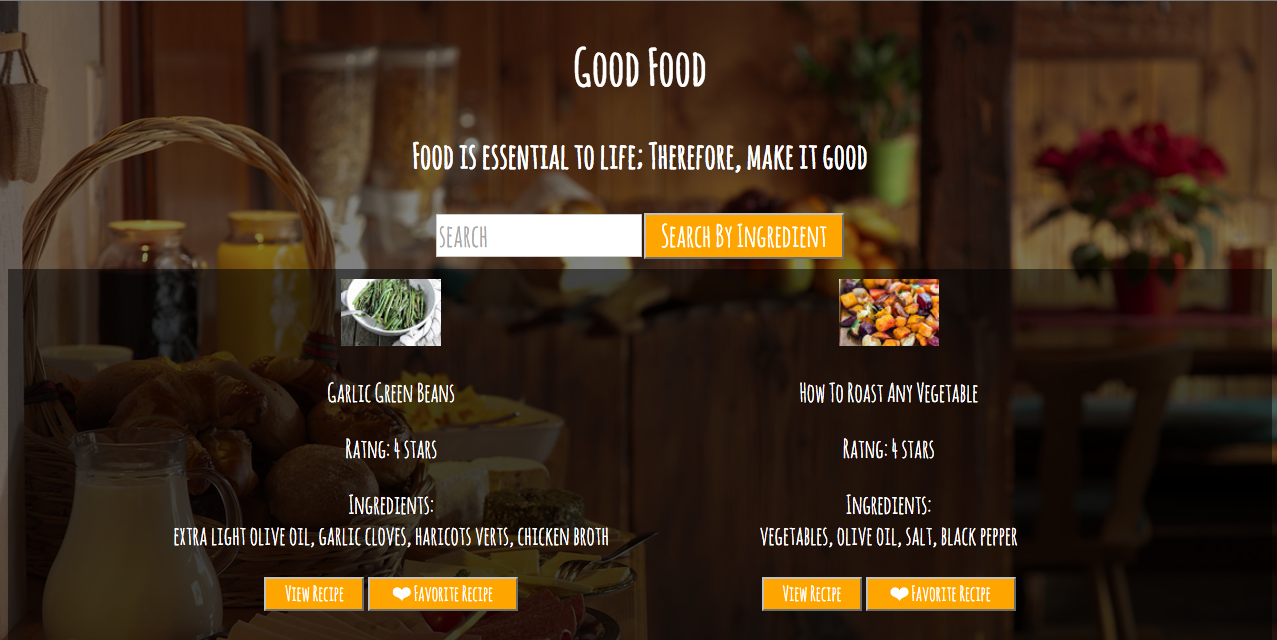 Good Food
Food is essential to life; Therefore, make it good
search Search By Ingredient
Garlic Green Beans
Ratng: 4 stars
Ingredients:
extra light olive oil, garlic cloves, haricots verts, chicken broth
View Recipe ❤ Favorite Recipe
How To Roast Any Vegetable
Ratng: 4 stars
Ingredients:
vegetables, olive oil, salt, black pepper
View Recipe ❤ Favorite Recipe